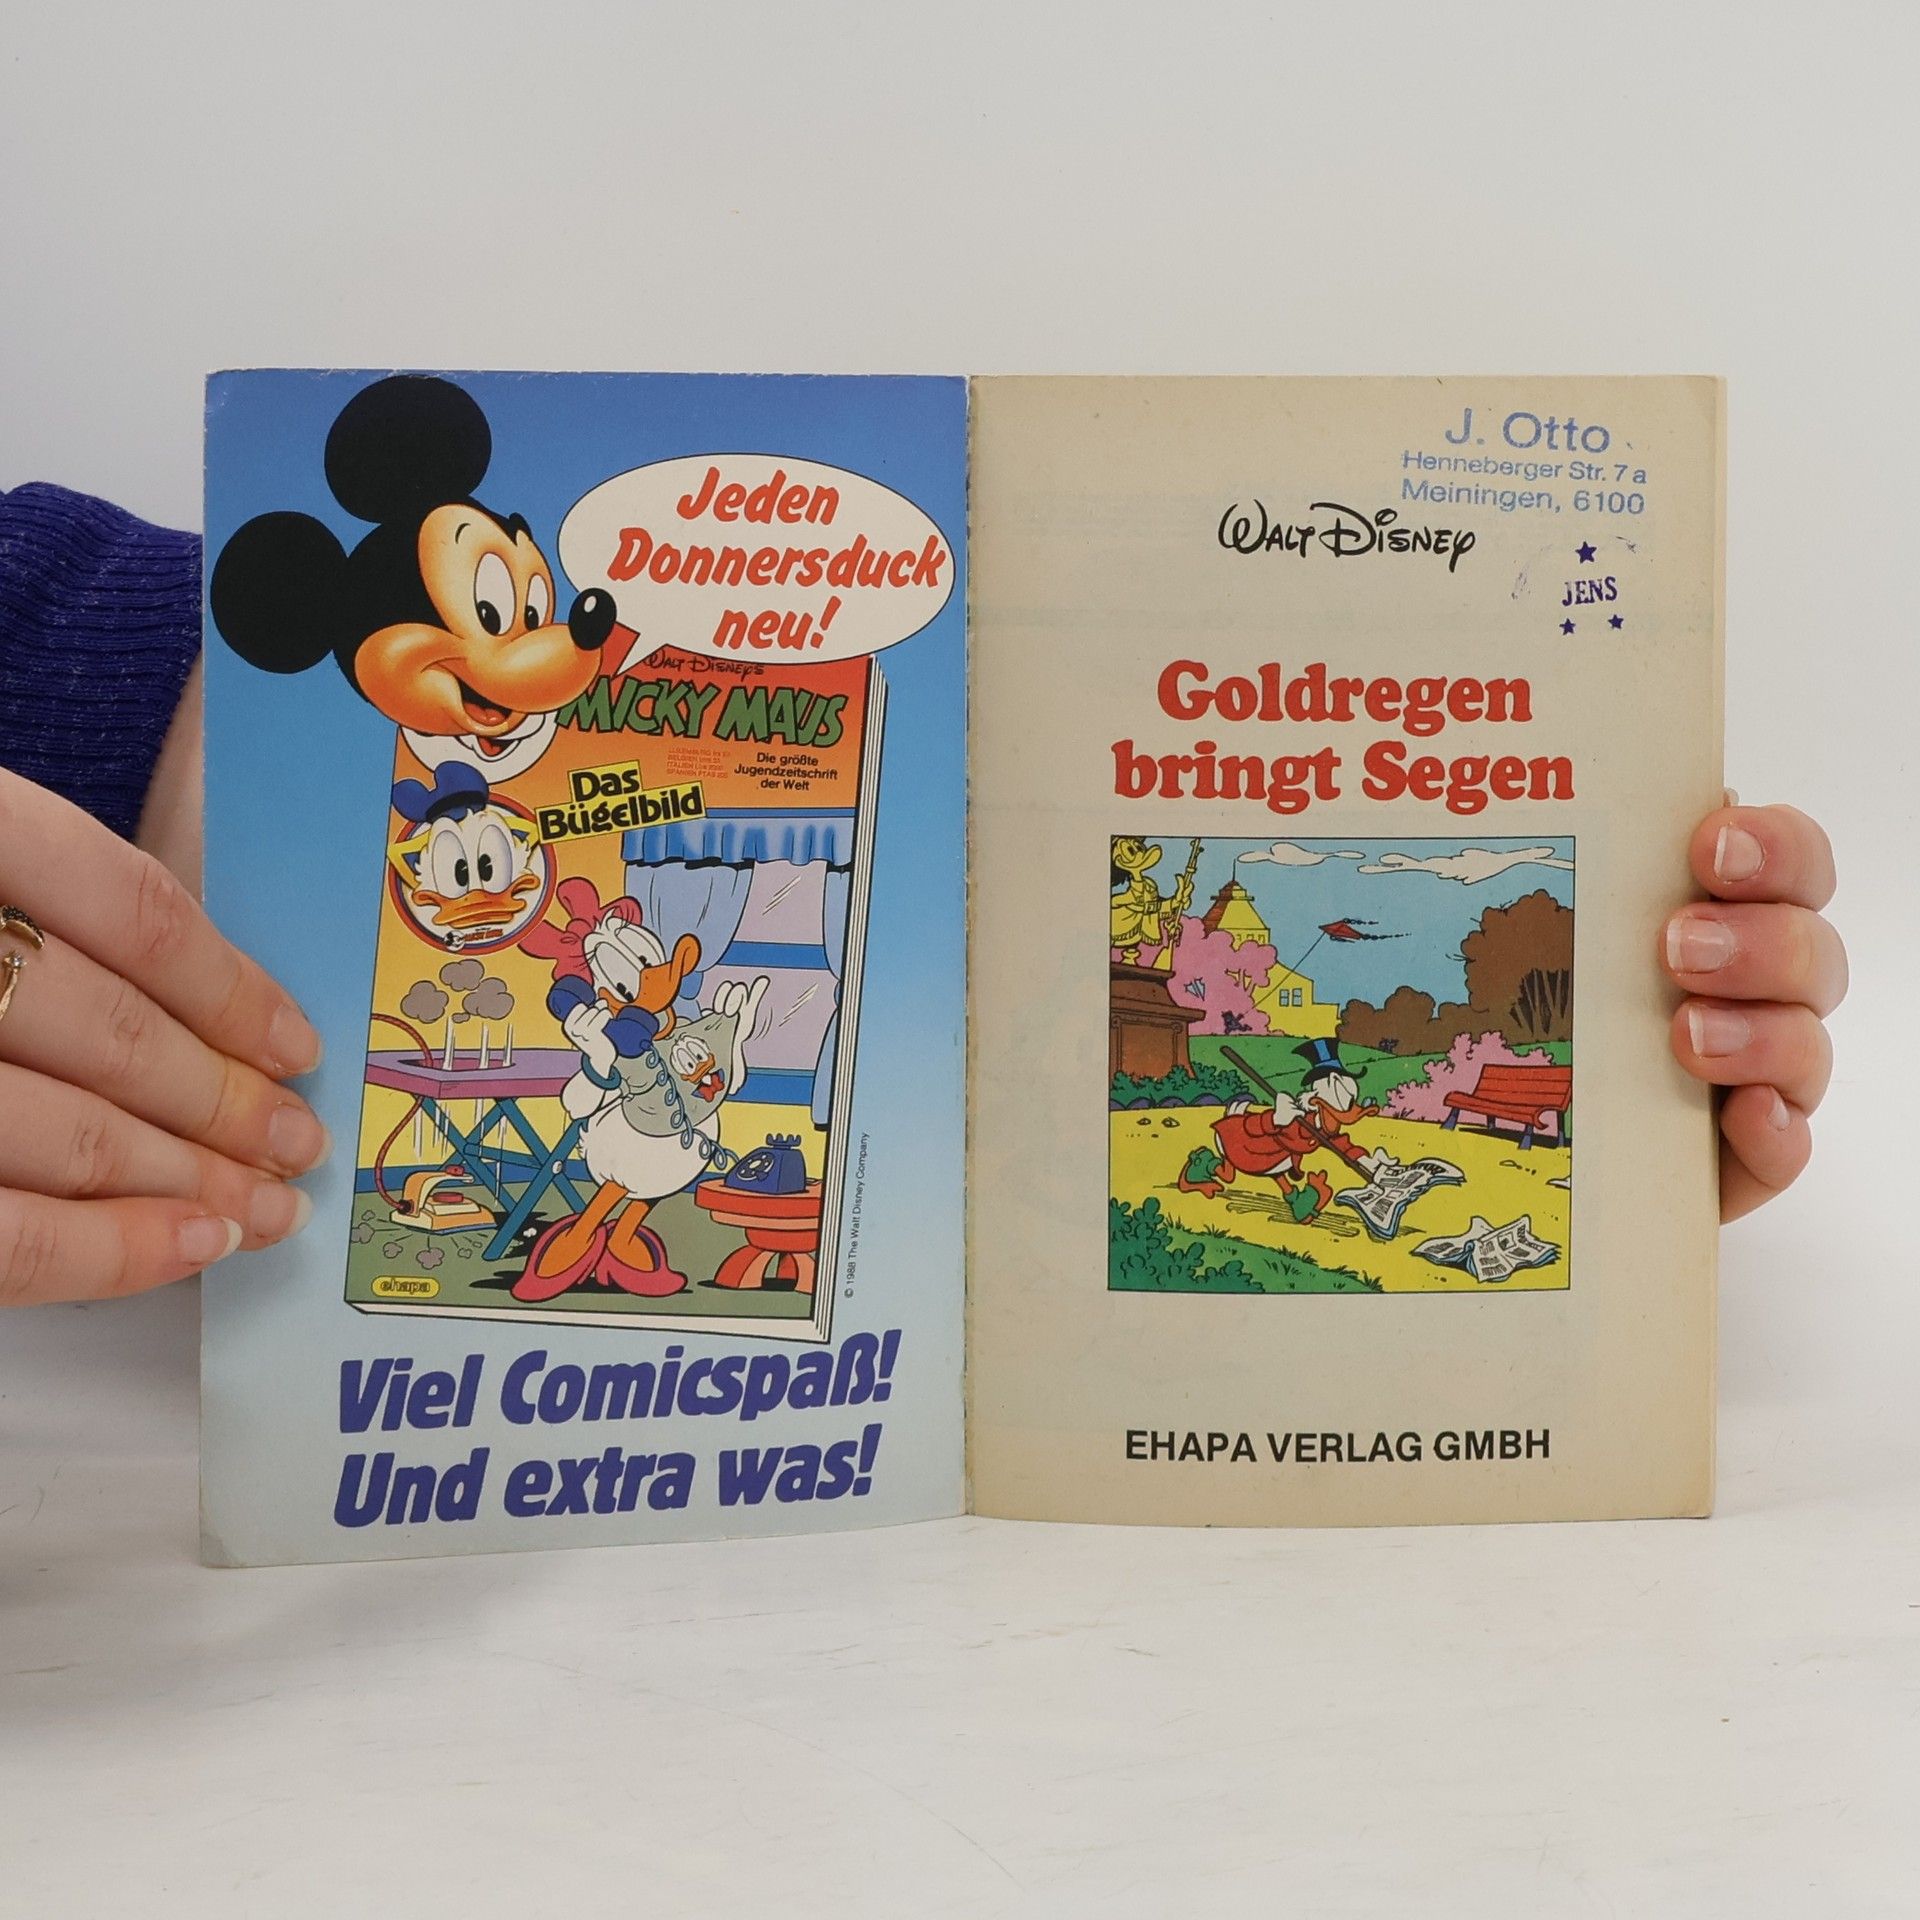 Jeden
Donnersduck
neu!
WALT DISNEY'S
MICKY MAUS
Die größte
Jugendzeitschrift
der Welt
Das
Bügelbild
ehapa
© 1988 The Walt Disney Company
Viel Comicspaß!
Und extra was!
J. Otto
Henneberger Str. 7 a
Meiningen, 6100
WALT DISNEY
JENS
Goldregen
bringt Segen
EHAPA VERLAG GMBH